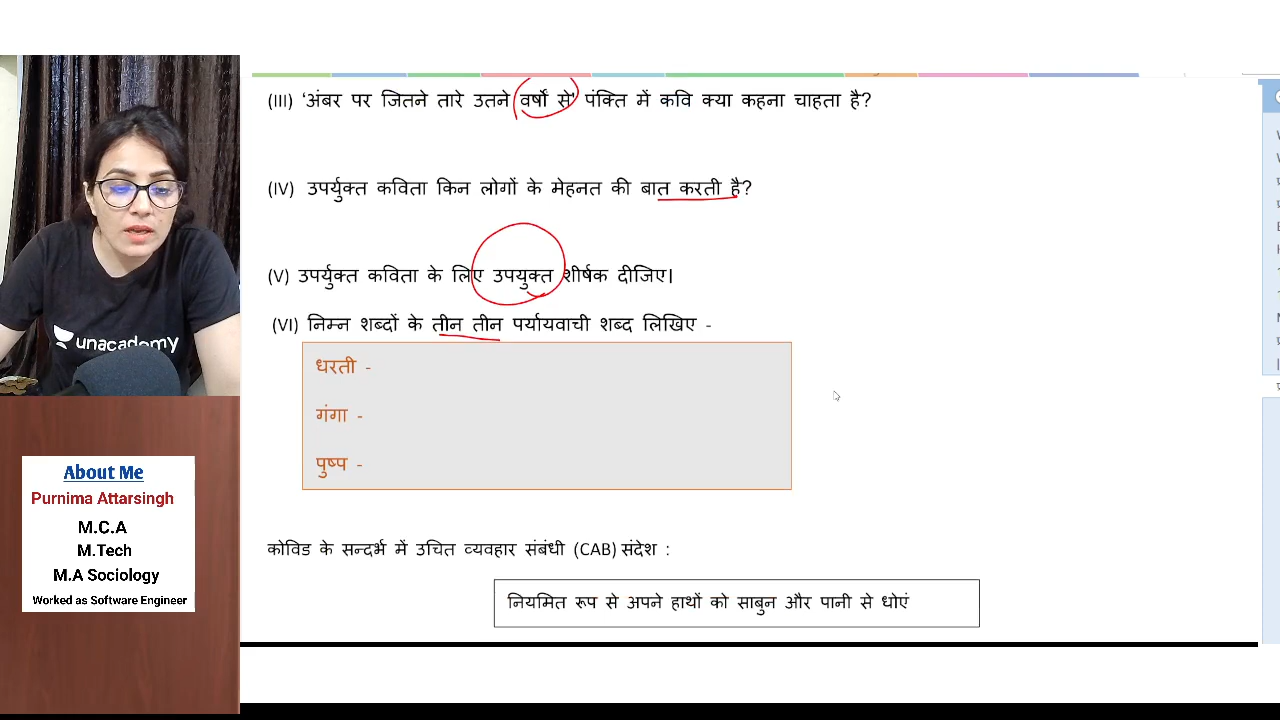 (III) 'अंबर पर जितने तारे उतने वर्षों से' पंक्ति में कवि क्या कहना चाहता है?
(IV) उपर्युक्त कविता किन लोगों के मेहनत की बात करती है?
(V) उपर्युक्त कविता के लिए उपयुक्त शीर्षक दीजिए।
(VI) निम्न शब्दों के तीन तीन पर्यायवाची शब्द लिखिए -
धरती -
गंगा -
पुष्प -
कोविड के सन्दर्भ में उचित व्यवहार संबंधी (CAB) संदेश :
नियमित रूप से अपने हाथों को साबुन और पानी से धोएं
unacademy
About Me
Purnima Attarsingh
M.C.A
M.Tech
M.A Sociology
Worked as Software Engineer